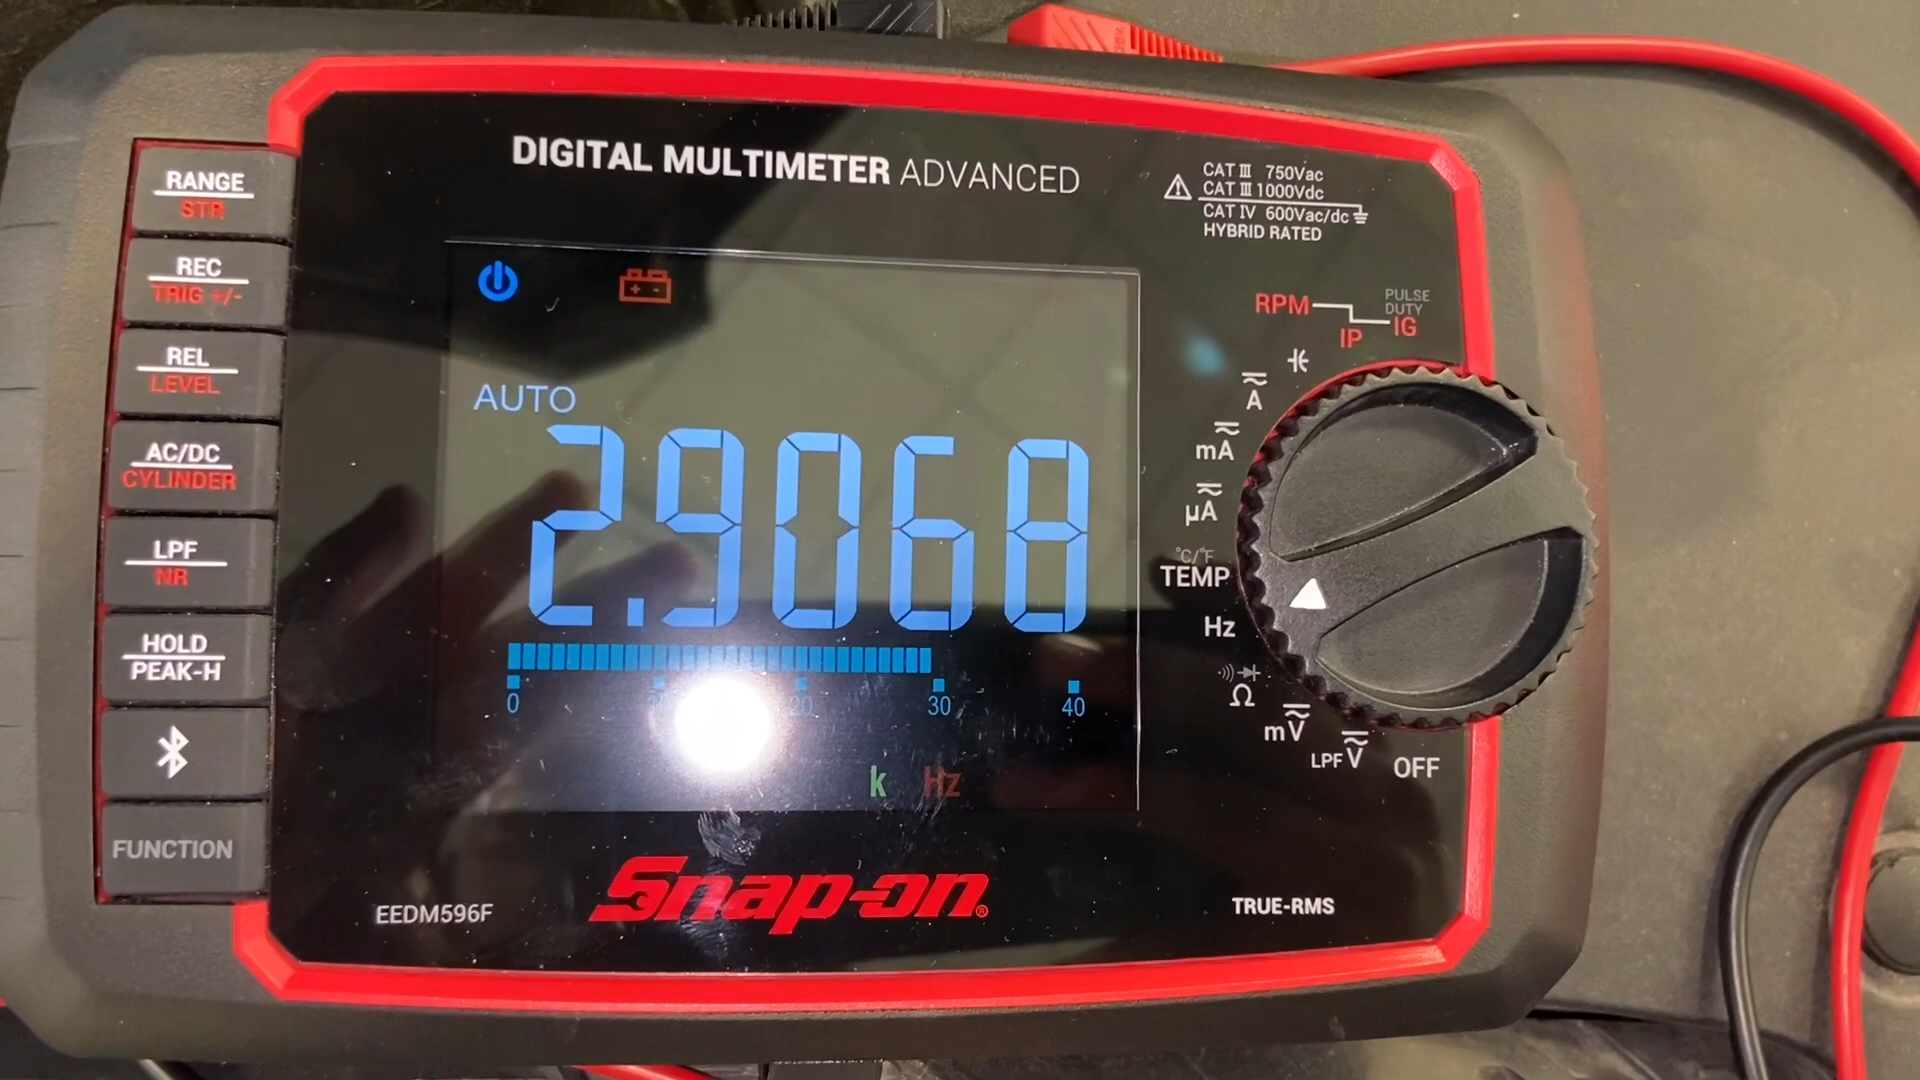 DIGITAL MULTIMETER ADVANCED
CAT III 750Vac
CAT III 1000Vdc
CAT IV 600Vac/dc
HYBRID RATED
RANGE
STR
REC
TRIG +/-
REL
LEVEL
AC/DC
CYLINDER
LPF
NR
HOLD
PEAK-H
FUNCTION
AUTO
2.9068
0 20 30 40
k Hz
RPM
IP
IG
PULSE
DUTY
A
mA
µA
°C/°F
TEMP
Hz
Ω
mV
LPF V
OFF
EEDM596F
Snap-on®
TRUE-RMS